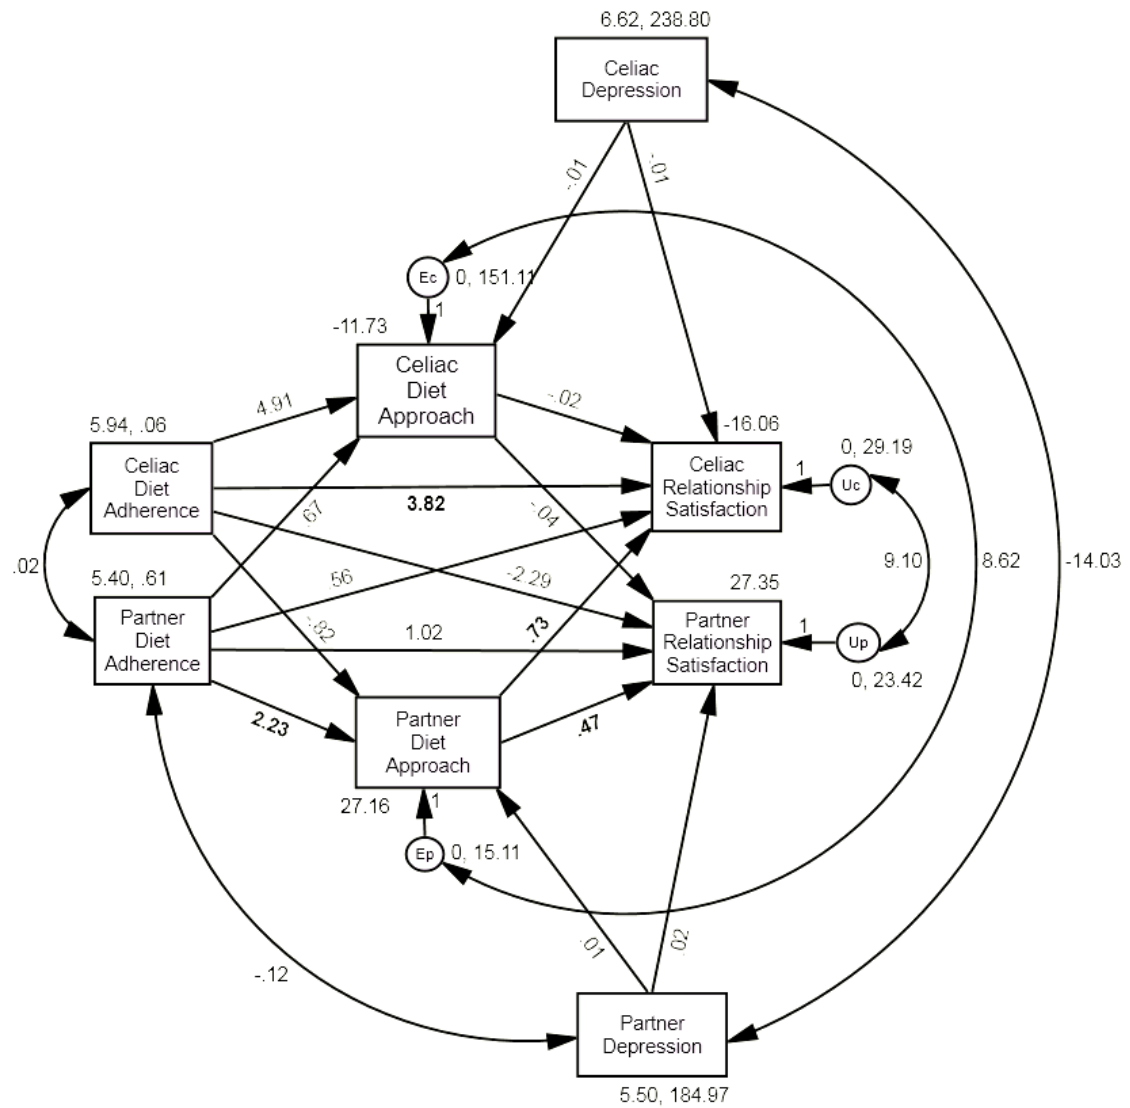 6.62, 238.80
Celiac
Depression
-.01
-.01
Ec
0, 151.11
1
-11.73
Celiac
Diet
Approach
4.91
-.02
5.94, .06
-16.06
Celiac
Diet
Adherence
Celiac
Relationship
Satisfaction
0, 29.19
1
Uc
3.82
.67
-.04
.02
5.40, .61
.56
-2.29
27.35
9.10
8.62
-14.03
Partner
Diet
Adherence
-.82
1.02
.73
Partner
Relationship
Satisfaction
1
Up
0, 23.42
2.23
.47
Partner
Diet
Approach
27.16
1
Ep
0, 15.11
.01
.02
-.12
Partner
Depression
5.50, 184.97